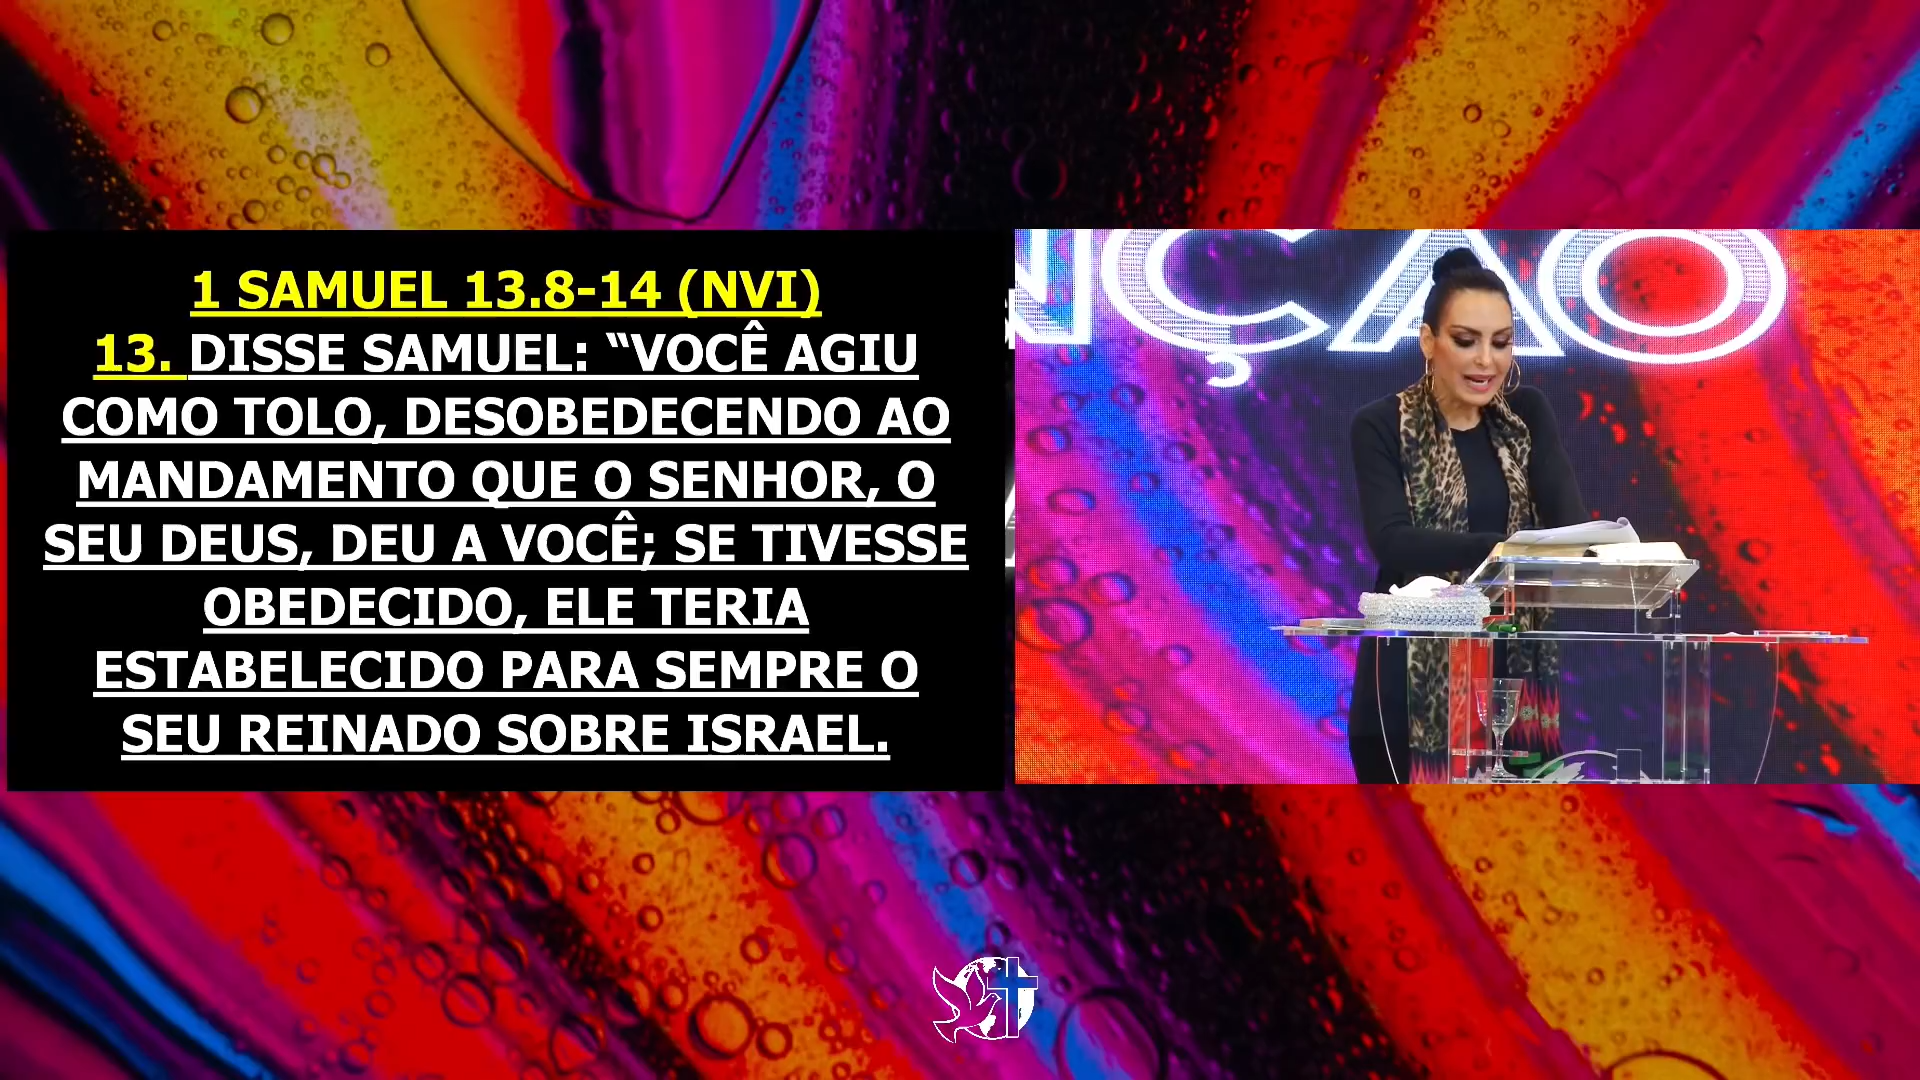 1 SAMUEL 13.8-14 (NVI)
13. DISSE SAMUEL: “VOCÊ AGIU
COMO TOLO, DESOBEDECENDO AO
MANDAMENTO QUE O SENHOR, O
SEU DEUS, DEU A VOCÊ; SE TIVESSE
OBEDECIDO, ELE TERIA
ESTABELECIDO PARA SEMPRE O
SEU REINADO SOBRE ISRAEL.
NÇÃO